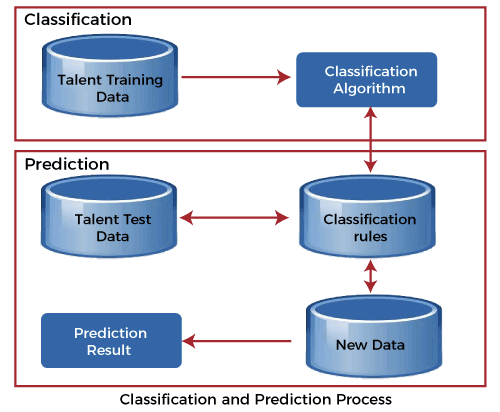 Classification
Talent Training
Data
Classification
Algorithm
Prediction
Talent Test
Data
Classification
rules
Prediction
Result
New Data
Classification and Prediction Process